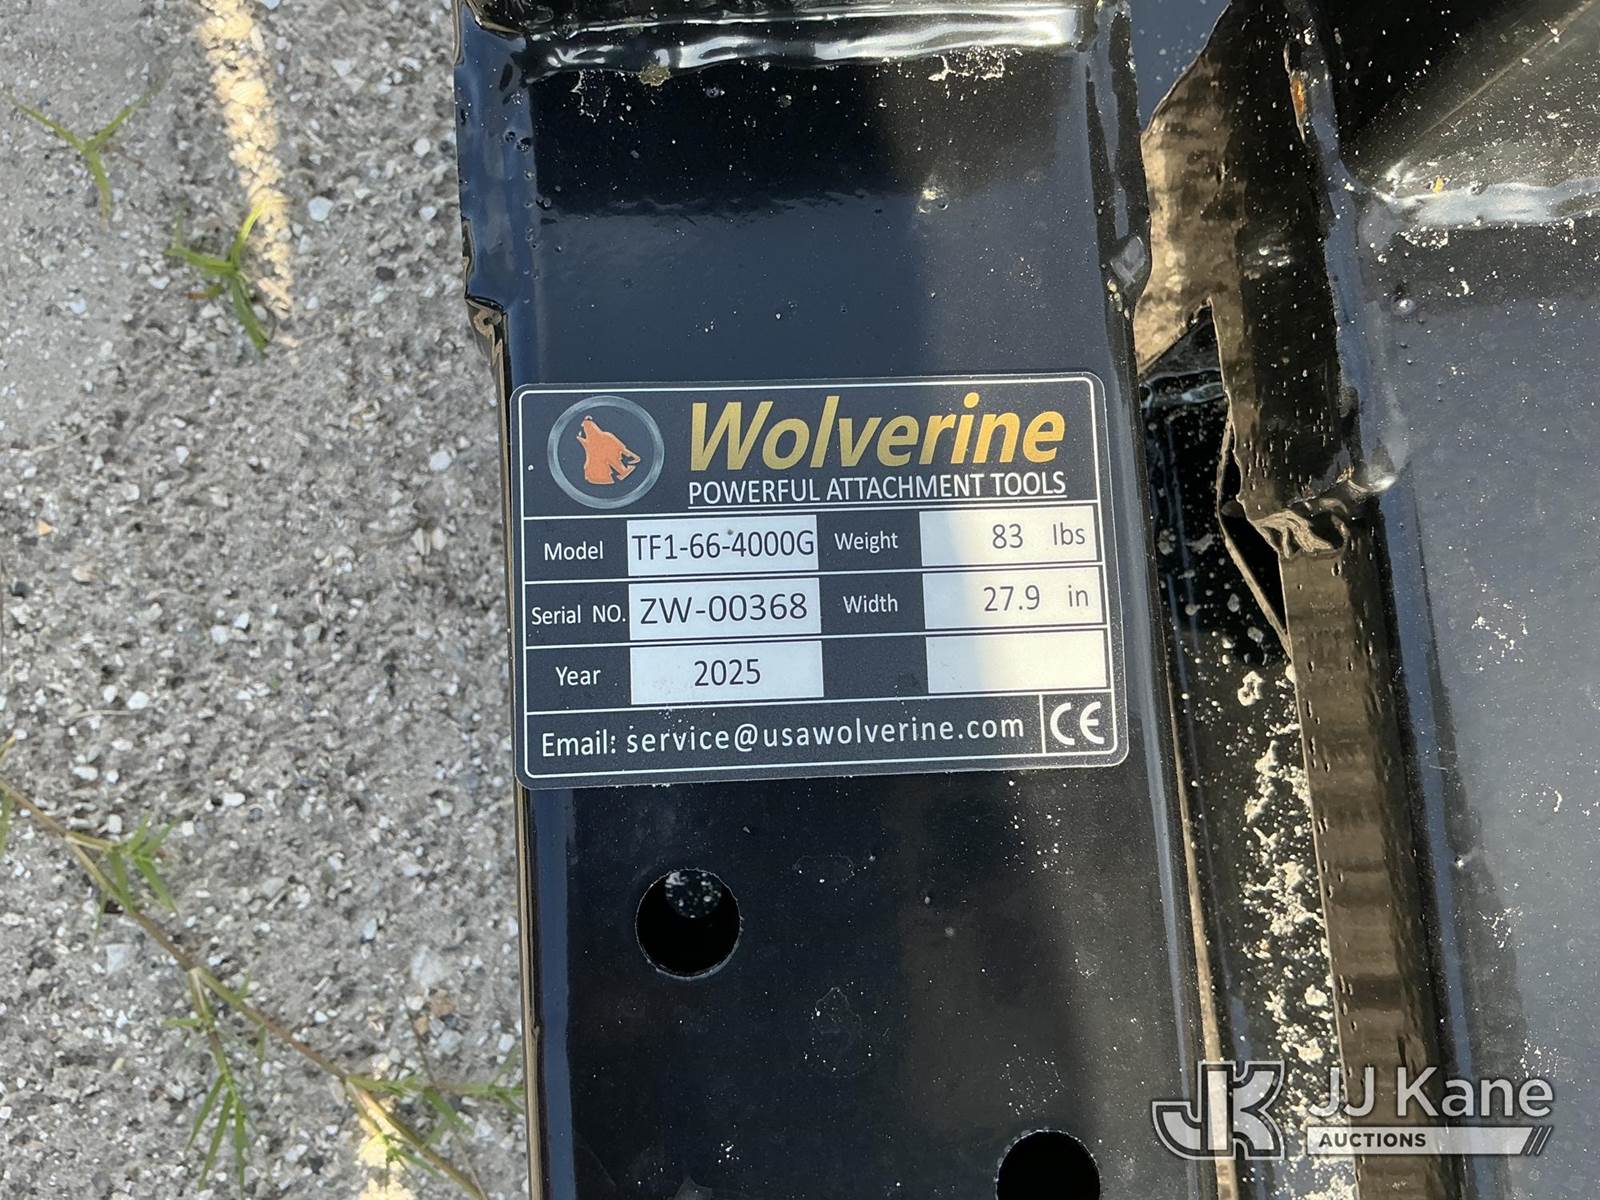 Wolverine
POWERFUL ATTACHMENT TOOLS
Model TF1-66-4000G Weight 83 lbs
Serial NO. ZW-00368 Width 27.9 in
Year 2025
Email: service@usawolverine.com CE
JK JJ Kane
AUCTIONS